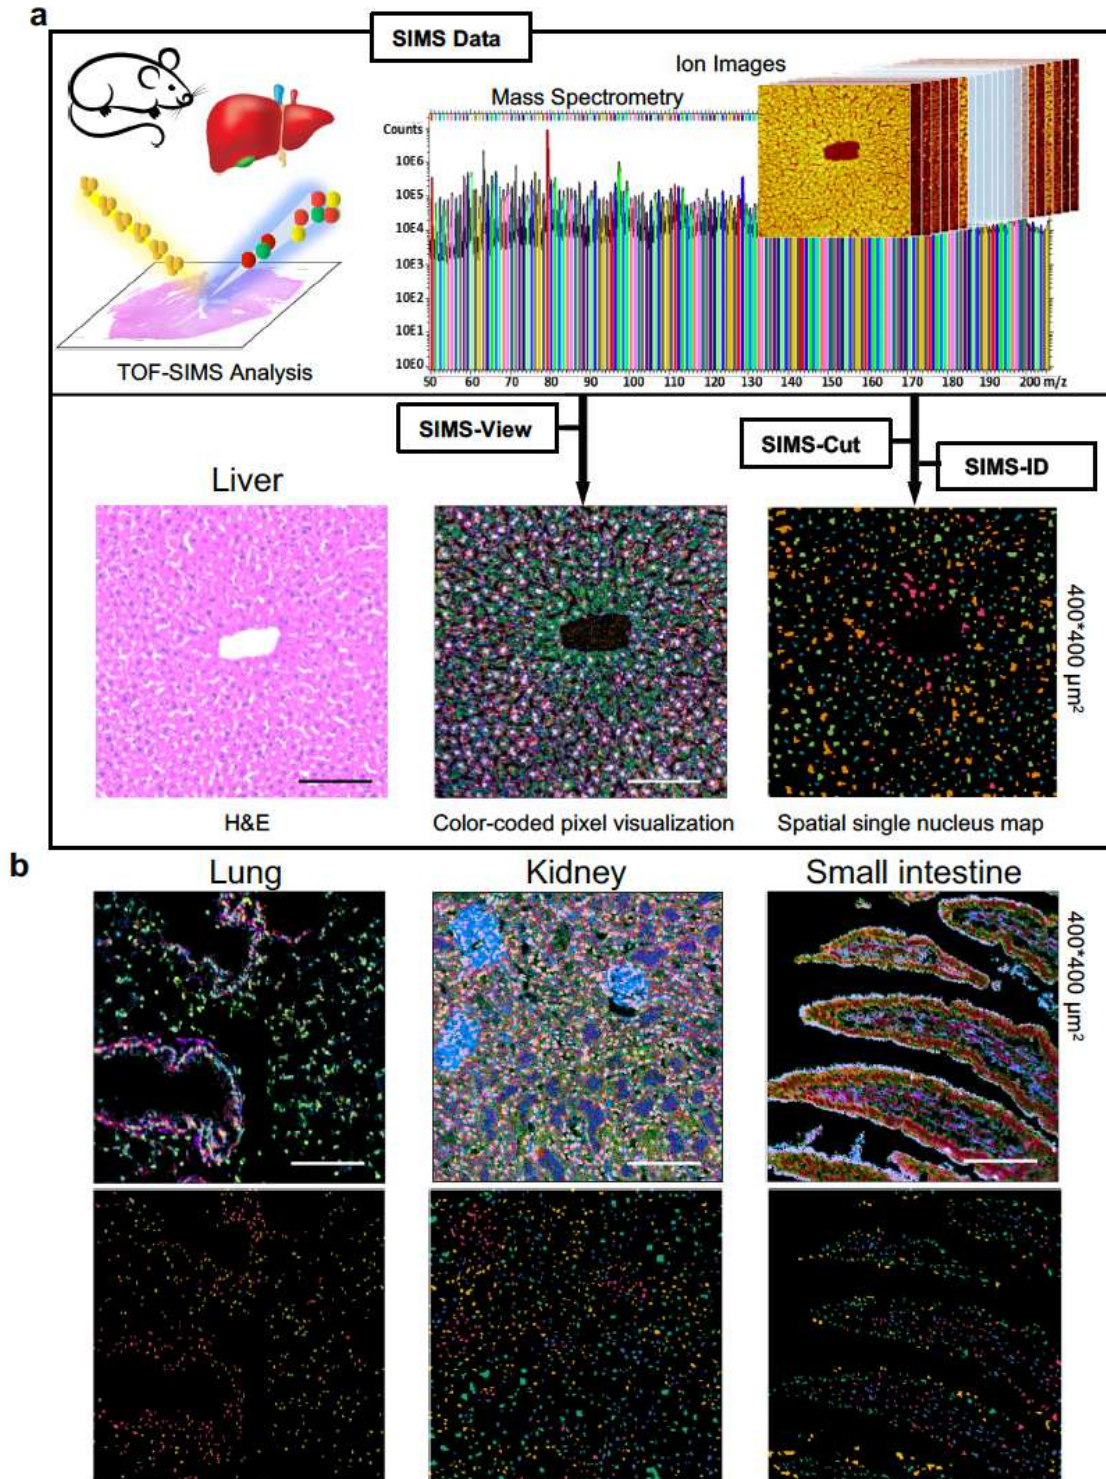 a
SIMS Data
Ion Images
Mass Spectrometry
Counts
10E6
10E5
10E4
10E3
10E2
10E1
10E0
50 60 70 80 90 100 110 120 130 140 150 160 170 180 190 200 m/z
TOF-SIMS Analysis
SIMS-View
SIMS-Cut
SIMS-ID
Liver
400*400 µm²
H&E
Color-coded pixel visualization
Spatial single nucleus map
b
Lung
Kidney
Small intestine
400*400 µm²